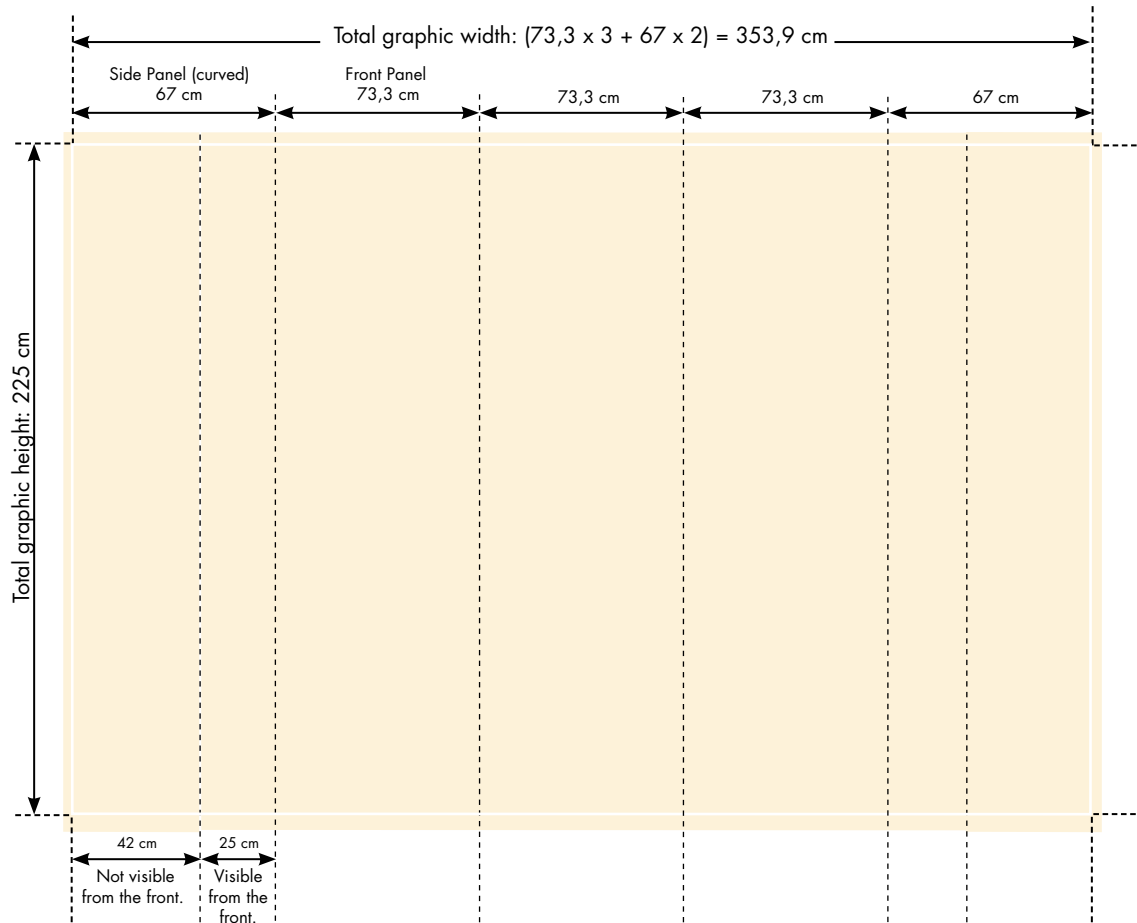 Total graphic width: (73,3 x 3 + 67 x 2) = 353,9 cm
Side Panel (curved)
67 cm
Front Panel
73,3 cm
73,3 cm
73,3 cm
67 cm
Total graphic height: 225 cm
42 cm
Not visible
from the front.
25 cm
Visible
from the
front.